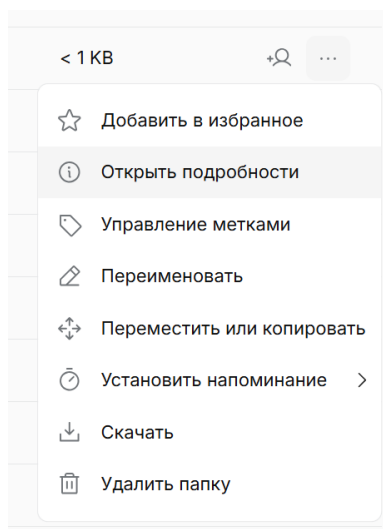 < 1 KB
Добавить в избранное
Открыть подробности
Управление метками
Переименовать
Переместить или копировать
Установить напоминание
Скачать
Удалить папку